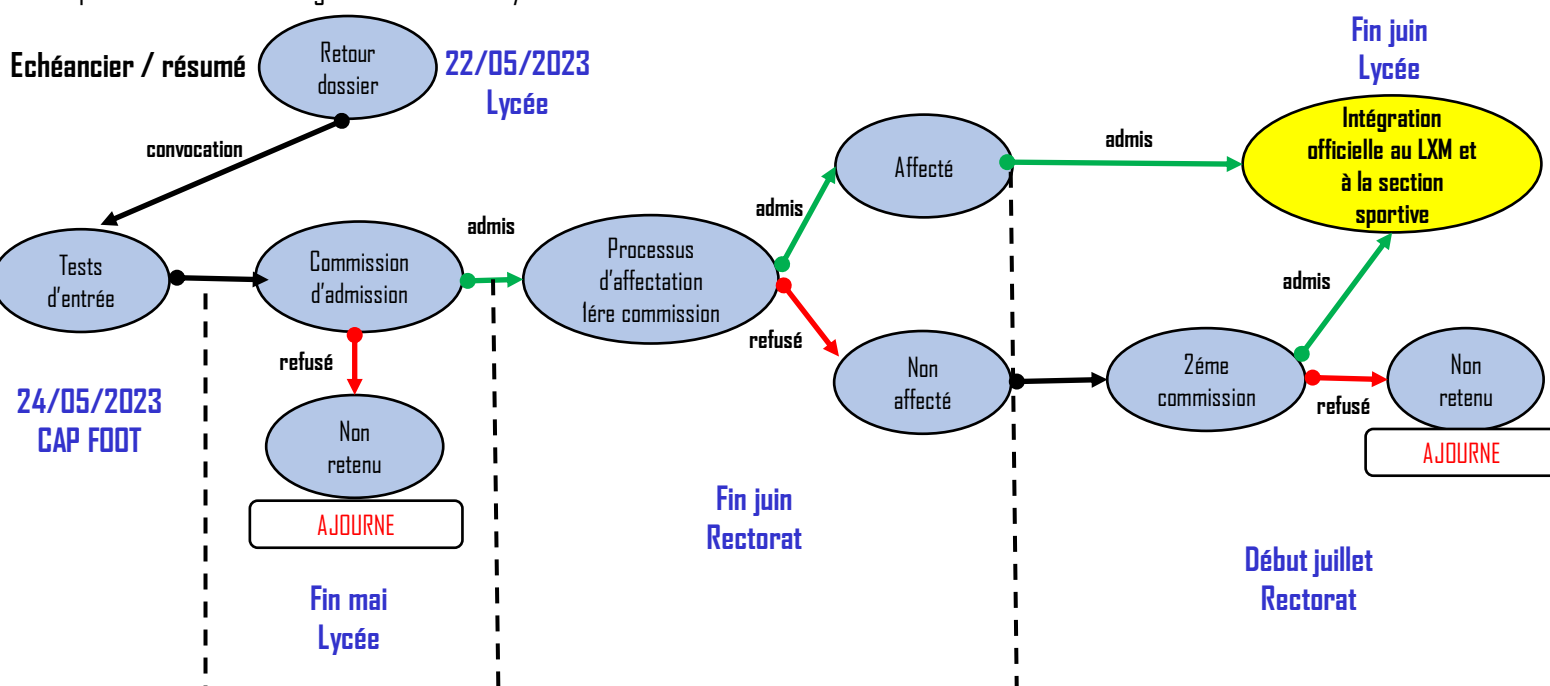 Echéancier / résumé
Retour
dossier
22/05/2023
Lycée
convocation
Tests
d'entrée
24/05/2023
CAP FOOT
Commission
d'admission
admis
refusé
Non
retenu
AJOURNE
Fin mai
Lycée
Processus
d'affectation
1ére commission
admis
refusé
Fin juin
Rectorat
Affecté
admis
Non
affecté
Fin juin
Lycée
Intégration
officielle au LXM et
à la section
sportive
2éme
commission
admis
refusé
Non
retenu
AJOURNE
Début juillet
Rectorat